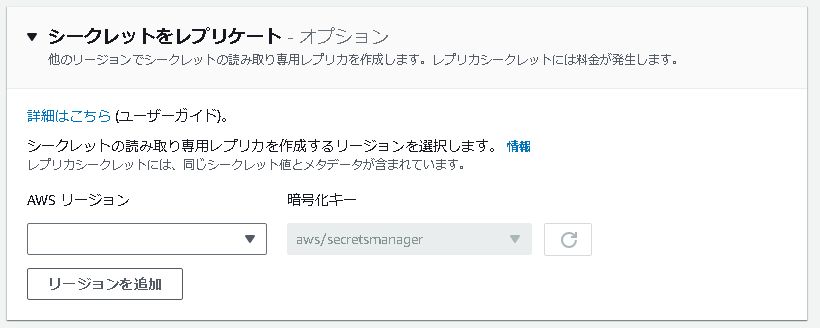 シークレットをレプリケート - オプション
他のリージョンでシークレットの読み取り専用レプリカを作成します。レプリカシークレットには料金が発生します。
詳細はこちら (ユーザーガイド)。
シークレットの読み取り専用レプリカを作成するリージョンを選択します。 情報
レプリカシークレットには、同じシークレット値とメタデータが含まれています。
AWS リージョン 暗号化キー
aws/secretsmanager
リージョンを追加